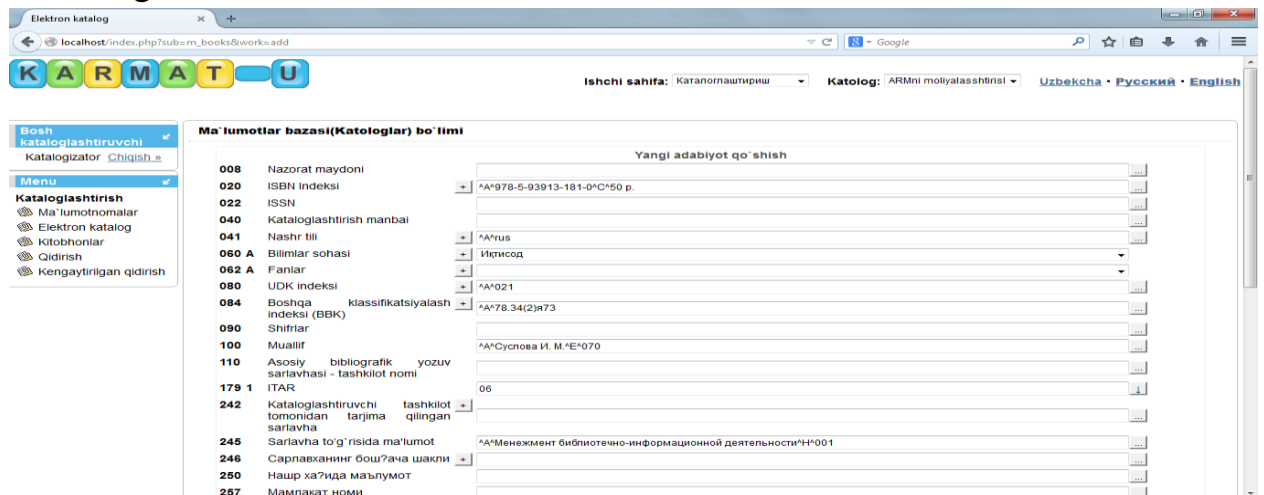 Elektron katalog
localhost/index.php?sub=m_books&work=add
Google
KARMAT-U
Ishchi sahifa: Каталоглаштириш Katolog: ARMni moliyalasshtirisl Uzbekcha · Русский · English
Bosh kataloglashtiruvchi
Katalogizator Chiqish »
Menu
Kataloglashtirish
Ma`lumotnomalar
Elektron katalog
Kitobhonlar
Qidirish
Kengaytirilgan qidirish
Ma`lumotlar bazasi(Katologlar) bo`limi
Yangi adabiyot qo`shish
008 Nazorat maydoni
020 ISBN Indeksi + ^A^978-5-93913-181-0^C^50 р.
022 ISSN
040 Kataloglashtirish manbai
041 Nashr tili + ^A^rus
060 A Bilimlar sohasi + Иқтисод
062 A Fanlar +
080 UDK indeksi + ^A^021
084 Boshqa klassifikatsiyalash + ^A^78.34(2)я73
indeksi (BBK)
090 Shifrlar
100 Muallif ^A^Суслова И. М.^E^070
110 Asosiy bibliografik yozuv
sarlavhasi - tashkilot nomi
179 1 ITAR 06
242 Kataloglashtiruvchi tashkilot +
tomonidan tarjima qilingan
sarlavha
245 Sarlavha to'g`risida ma'lumot ^A^Менежмент библиотечно-информационной деятельности^H^001
246 Сарлавханинг бош?ача шакли +
250 Нашр ха?ида маълумот
257 Мамлакат номи